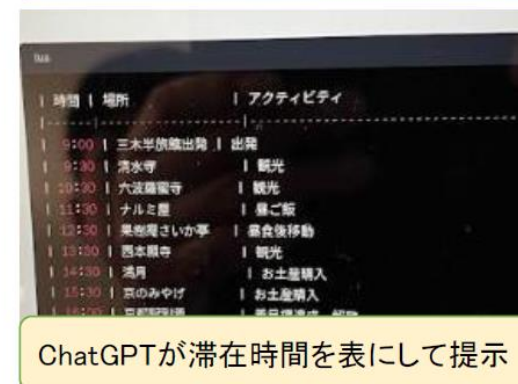 | 時間 | 場所 | アクティビティ
| 9:00 | 三木半旅館出発 | 出発
| 9:30 | 清水寺 | 観光
| 10:30 | 六波羅蜜寺 | 観光
| 11:30 | ナルミ屋 | 昼ご飯
| 12:30 | 果樹庵さいか亭 | 昼食後移動
| 13:30 | 西本願寺 | 観光
| 14:30 | 鴻月 | お土産購入
| 15:30 | 京のみやげ | お土産購入
ChatGPTが滞在時間を表にして提示